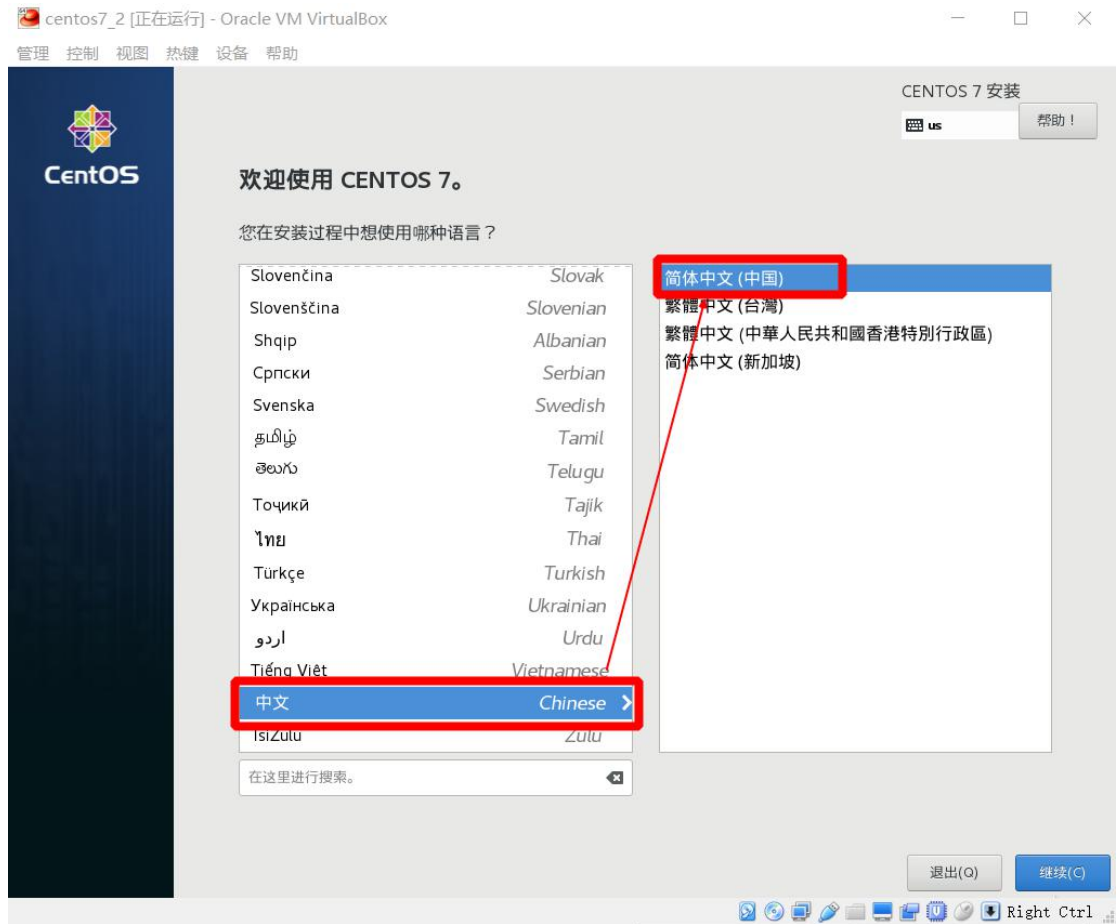 centos7_2 [正在运行] - Oracle VM VirtualBox
管理 控制 视图 热键 设备 帮助
CentOS
CENTOS 7 安装
us
帮助！
欢迎使用 CENTOS 7。
您在安装过程中想使用哪种语言？
Slovenčina Slovak
Slovenščina Slovenian
Shqip Albanian
Српски Serbian
Svenska Swedish
தமிழ் Tamil
తెలుగు Telugu
Тоҷикӣ Tajik
ไทย Thai
Türkçe Turkish
Українська Ukrainian
اردو Urdu
Tiếng Việt Vietnamese
中文 Chinese
IsiZulu Zulu
简体中文 (中国)
繁體中文 (台灣)
繁體中文 (中華人民共和國香港特別行政區)
简体中文 (新加坡)
在这里进行搜索。
退出(Q)
继续(C)
Right Ctrl